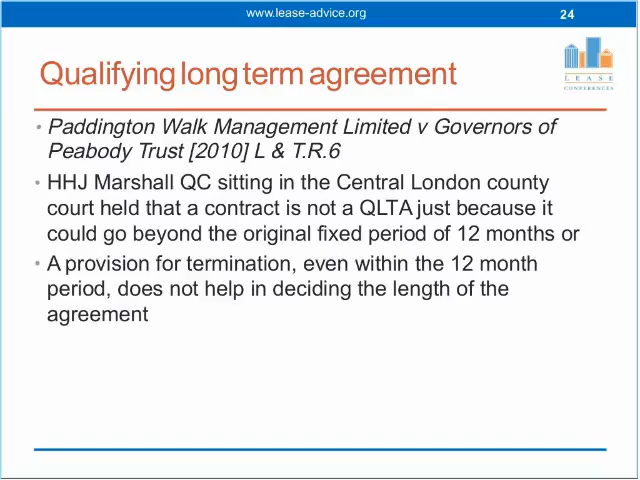 www.lease-advice.org
24
Qualifying long term agreement
LEASE
CONFERENCES
• Paddington Walk Management Limited v Governors of
Peabody Trust [2010] L & T.R.6
• HHJ Marshall QC sitting in the Central London county
court held that a contract is not a QLTA just because it
could go beyond the original fixed period of 12 months or
• A provision for termination, even within the 12 month
period, does not help in deciding the length of the
agreement